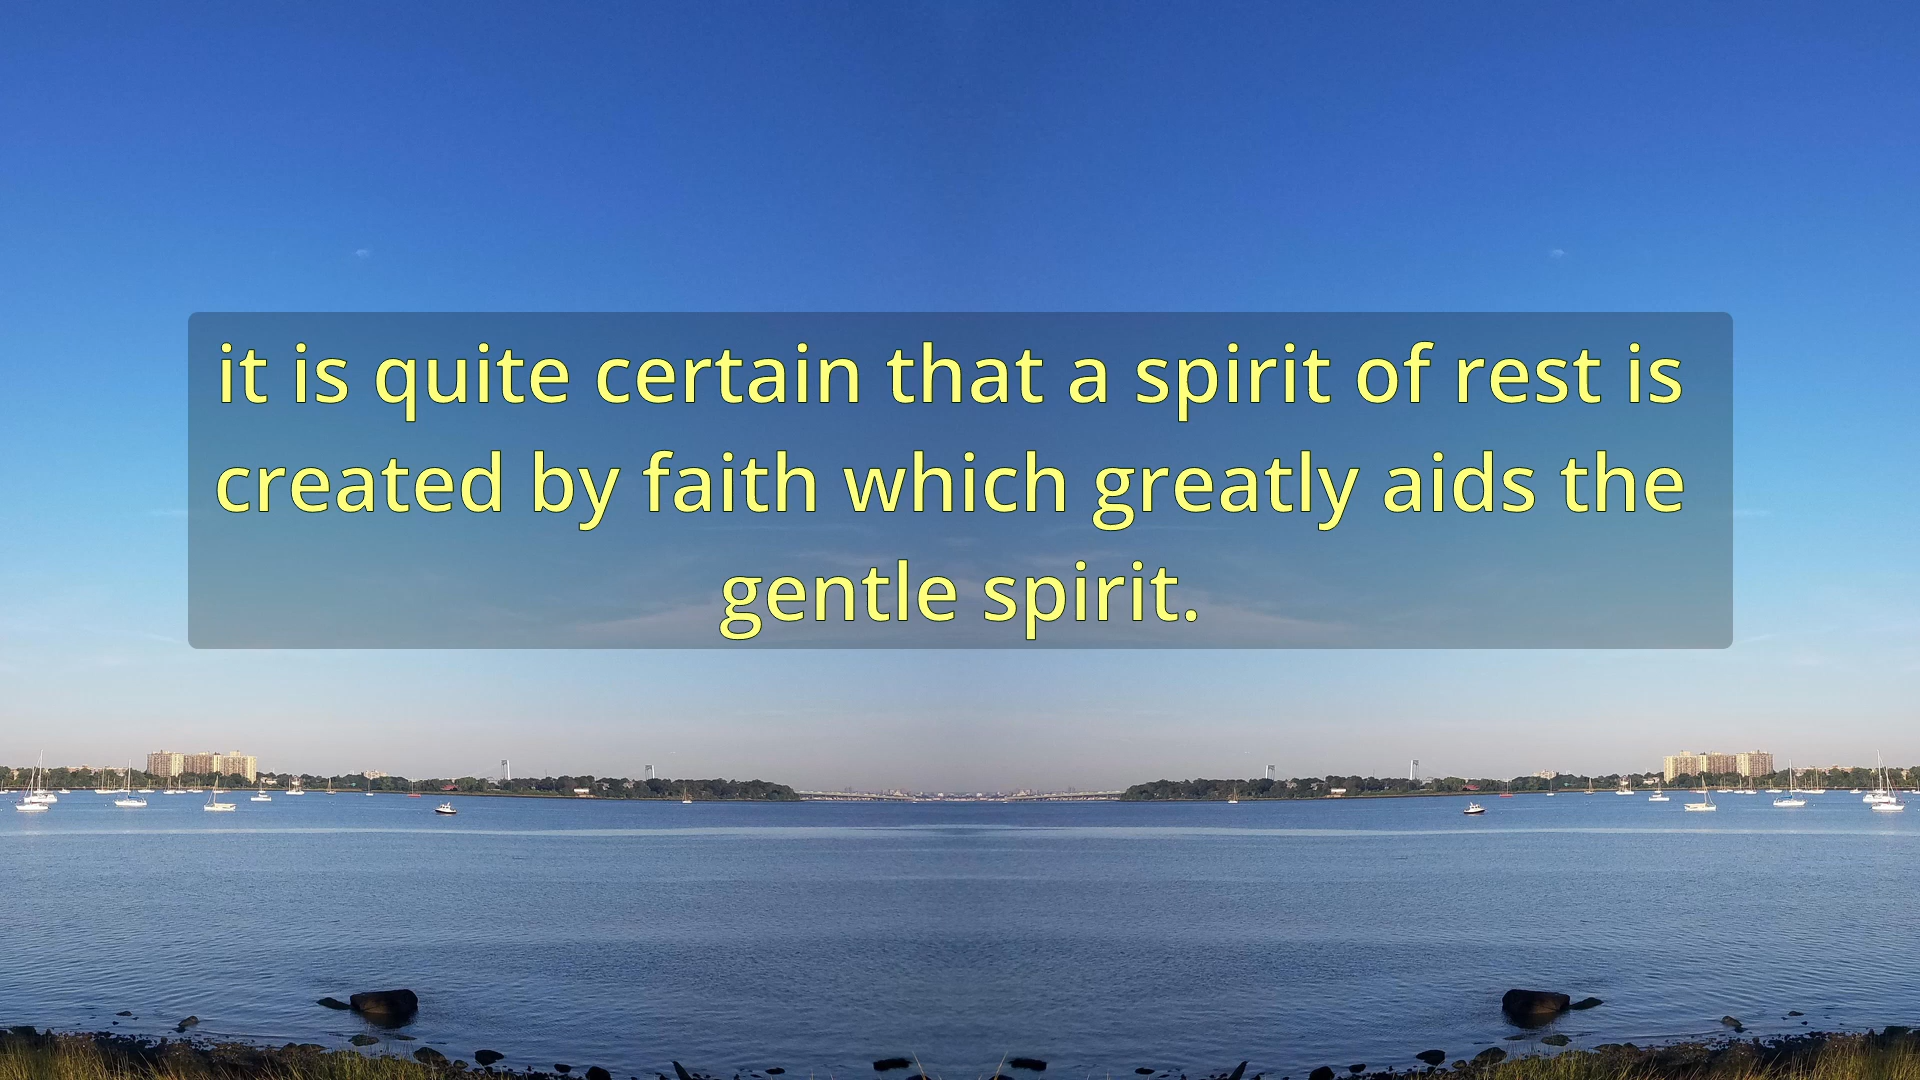 it is quite certain that a spirit of rest is
created by faith which greatly aids the
gentle spirit.